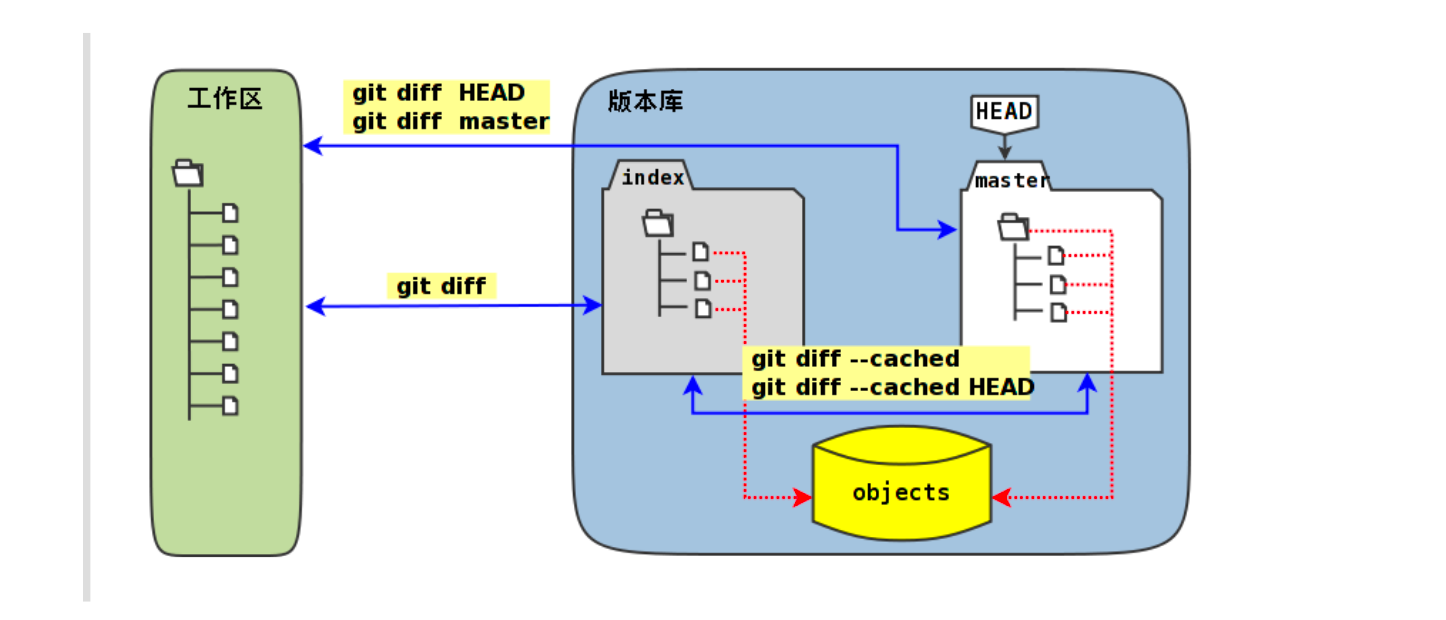 工作区
git diff HEAD
git diff master
版本库
HEAD
index
master
git diff
git diff --cached
git diff --cached HEAD
objects